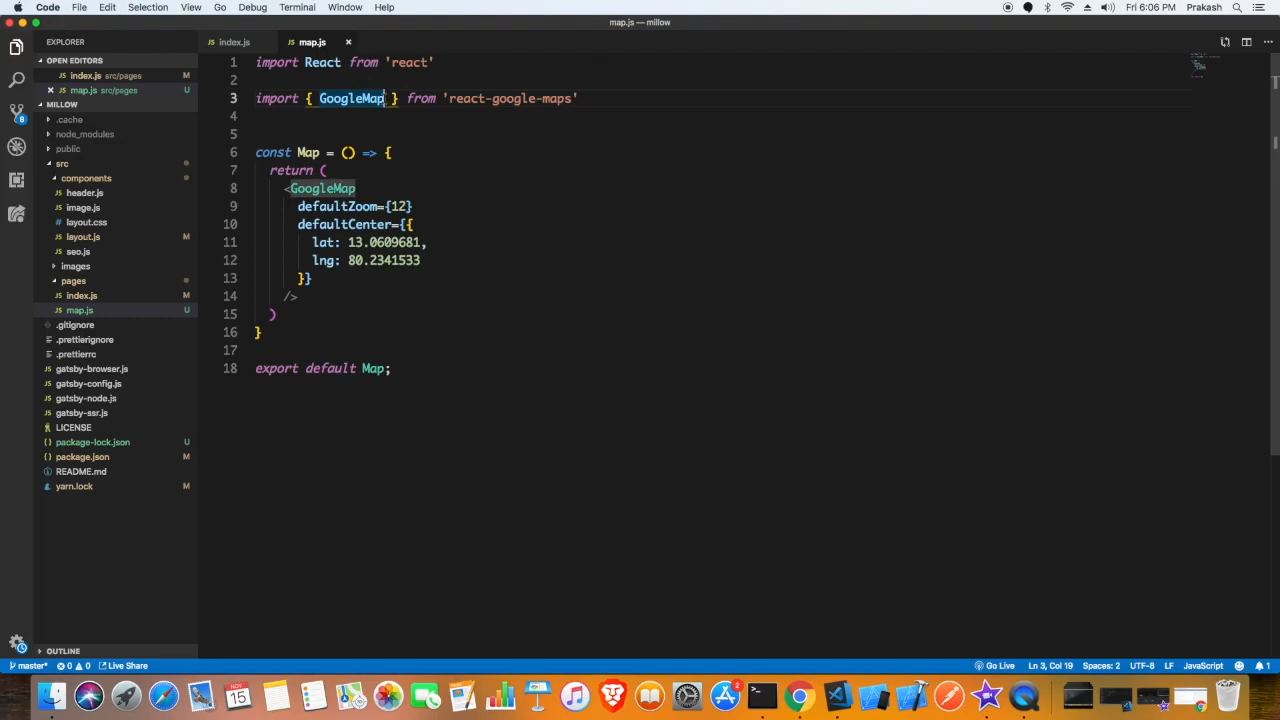 Code File Edit Selection View Go Debug Terminal Window Help
Fri 6:06 PM Prakash
map.js — millow
EXPLORER
index.js
map.js
OPEN EDITORS
index.js src/pages M
map.js src/pages U
MILLOW
.cache
node_modules
public
src
components
header.js
image.js
layout.css
layout.js M
seo.js
images
pages
index.js M
map.js U
.gitignore
.prettierignore
.prettierrc
gatsby-browser.js
gatsby-config.js
gatsby-node.js
gatsby-ssr.js
LICENSE
package-lock.json U
package.json M
README.md
yarn.lock M
OUTLINE
8
1 import React from 'react'
2
3 import { GoogleMap } from 'react-google-maps'
4
5
6 const Map = () => {
7 return (
8 <GoogleMap
9 defaultZoom={12}
10 defaultCenter={{
11 lat: 13.0609681,
12 lng: 80.2341533
13 }}
14 />
15 )
16 }
17
18 export default Map;
master* 0 0 Live Share
Go Live Ln 3, Col 19 Spaces: 2 UTF-8 LF JavaScript 1
NOV
15
2